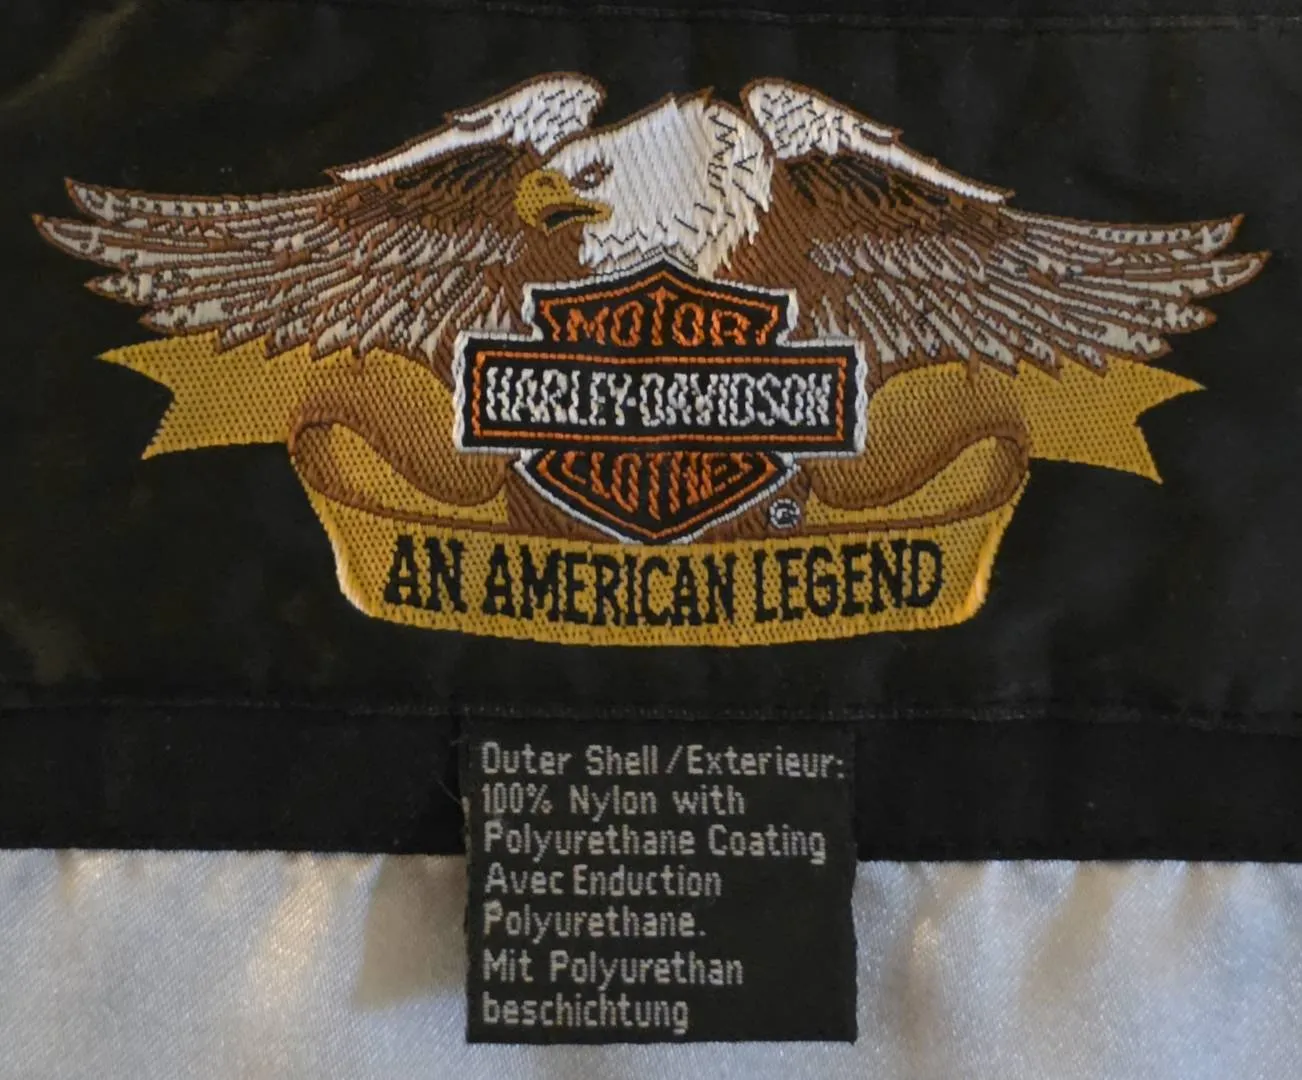 MOTOR
HARLEY-DAVIDSON
CLOTHES
®
AN AMERICAN LEGEND
Outer Shell/Exterieur:
100% Nylon with
Polyurethane Coating
Avec Enduction
Polyurethane.
Mit Polyurethan
beschichtung